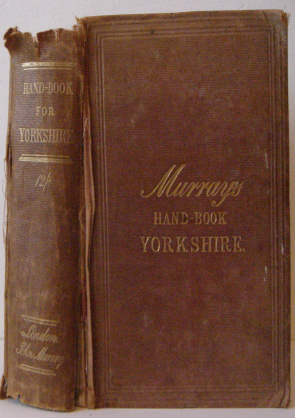 HAND-BOOK
FOR
YORKSHIRE
12/-
London.
John Murray
Murray's
HAND-BOOK
YORKSHIRE.